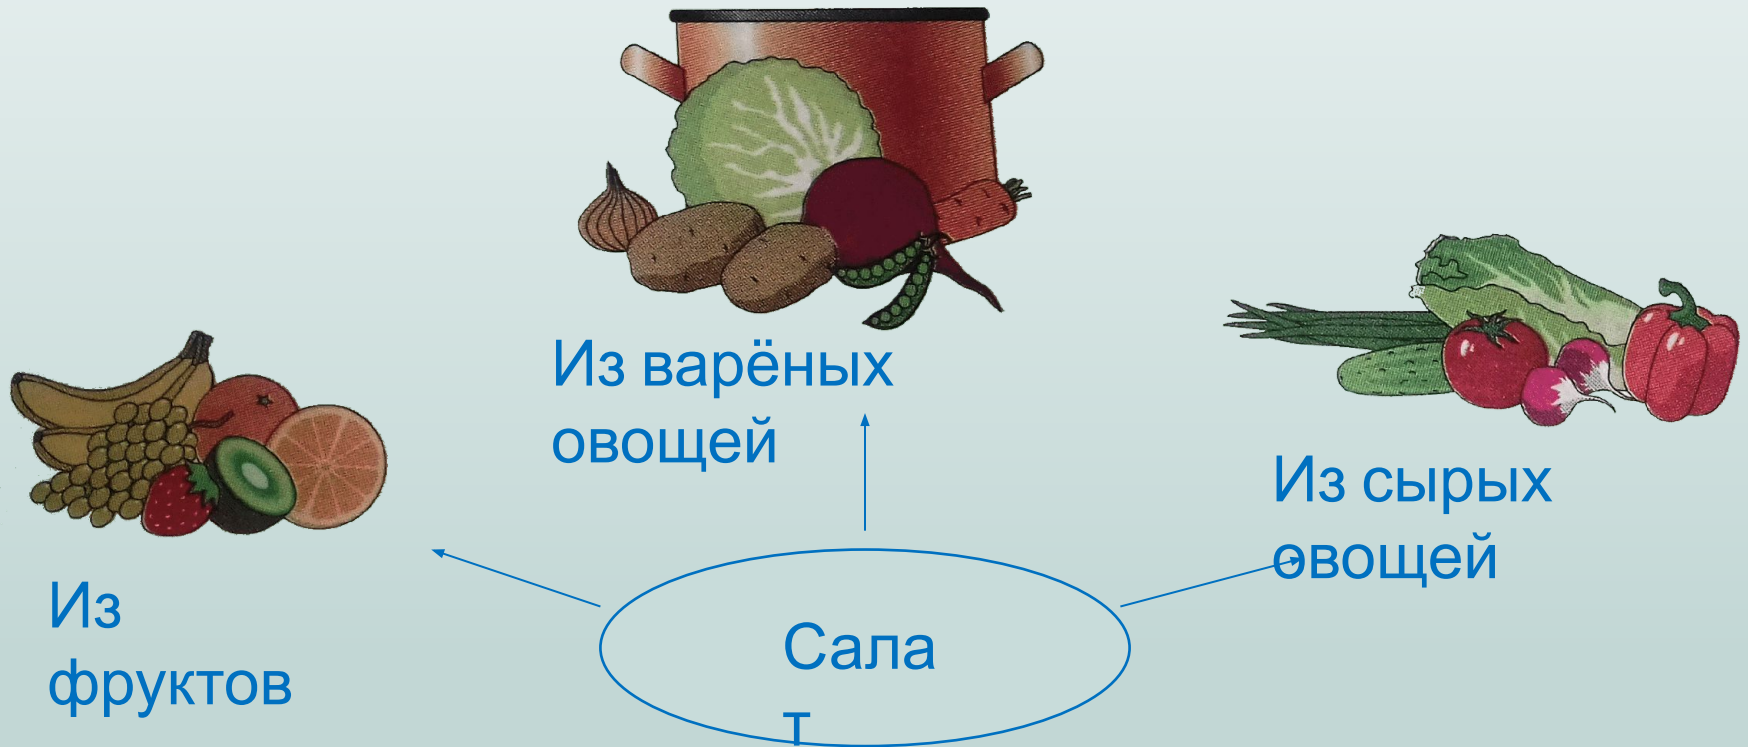 Из варёных
овощей
Из сырых
овощей
Из
фруктов
Сала
т